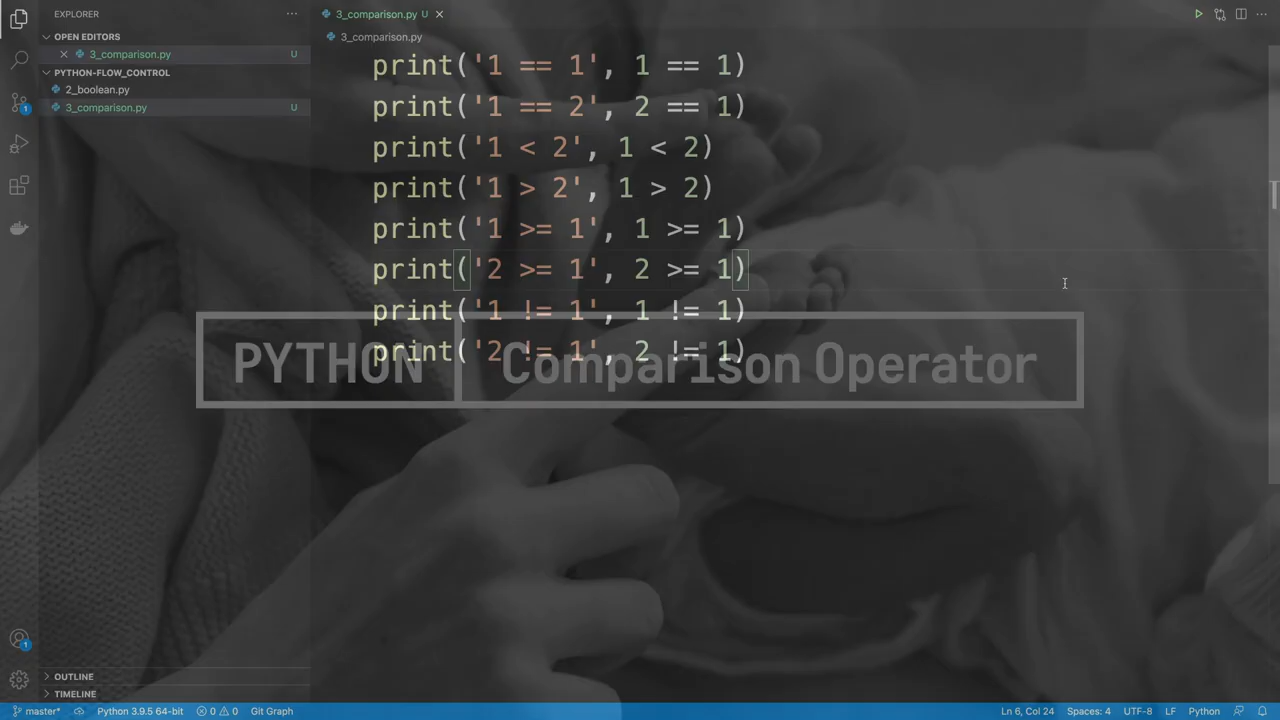 EXPLORER
OPEN EDITORS
3_comparison.py U
PYTHON-FLOW_CONTROL
2_boolean.py
3_comparison.py U
3_comparison.py U
3_comparison.py
print('1 == 1', 1 == 1)
print('1 == 2', 2 == 1)
print('1 < 2', 1 < 2)
print('1 > 2', 1 > 2)
print('1 >= 1', 1 >= 1)
print('2 >= 1', 2 >= 1)
print('1 != 1', 1 != 1)
print('2 != 1', 2 != 1)
PYTHON Comparison Operator
1
1
OUTLINE
TIMELINE
master* Python 3.9.5 64-bit 0 0 Git Graph Ln 6, Col 24 Spaces: 4 UTF-8 LF Python